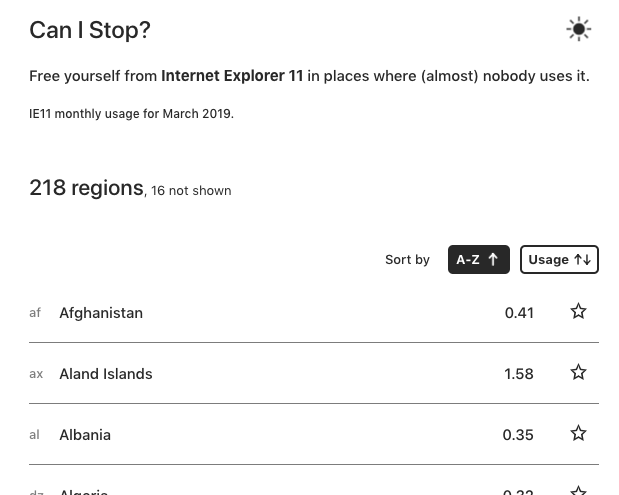 Can I Stop?
Free yourself from Internet Explorer 11 in places where (almost) nobody uses it.
IE11 monthly usage for March 2019.
218 regions, 16 not shown
Sort by A-Z ↑ Usage ↑↓
af Afghanistan 0.41
ax Aland Islands 1.58
al Albania 0.35
dz Algeria 0.32